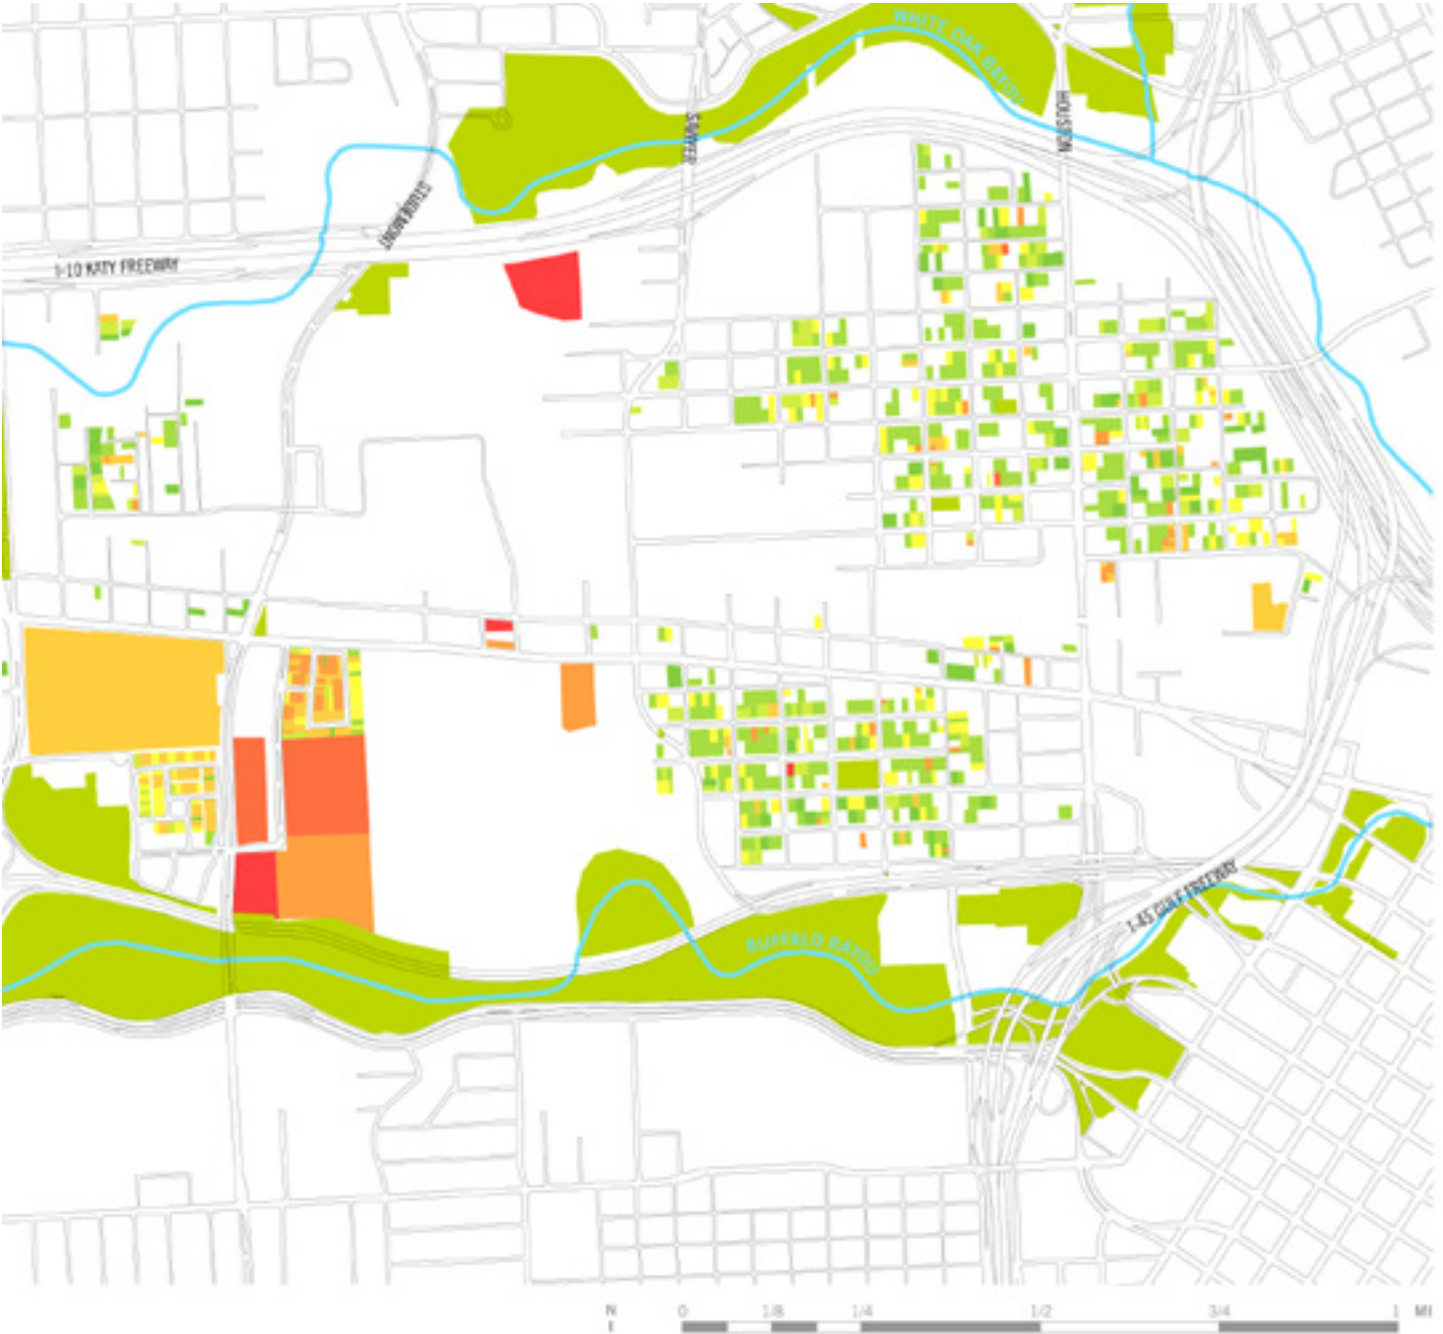 WHITE OAK BAYOU
HOUSTON
SAWYER
STUDEMONT
I-10 KATY FREEWAY
I-45 GULF FREEWAY
BUFFALO BAYOU
N 0 1/8 1/4 1/2 3/4 1 MI